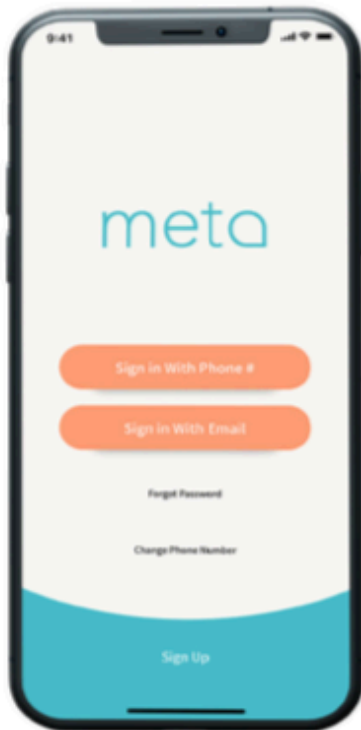 9:41
meta
Sign in With Phone #
Sign in With Email
Forgot Password
Change Phone Number
Sign Up